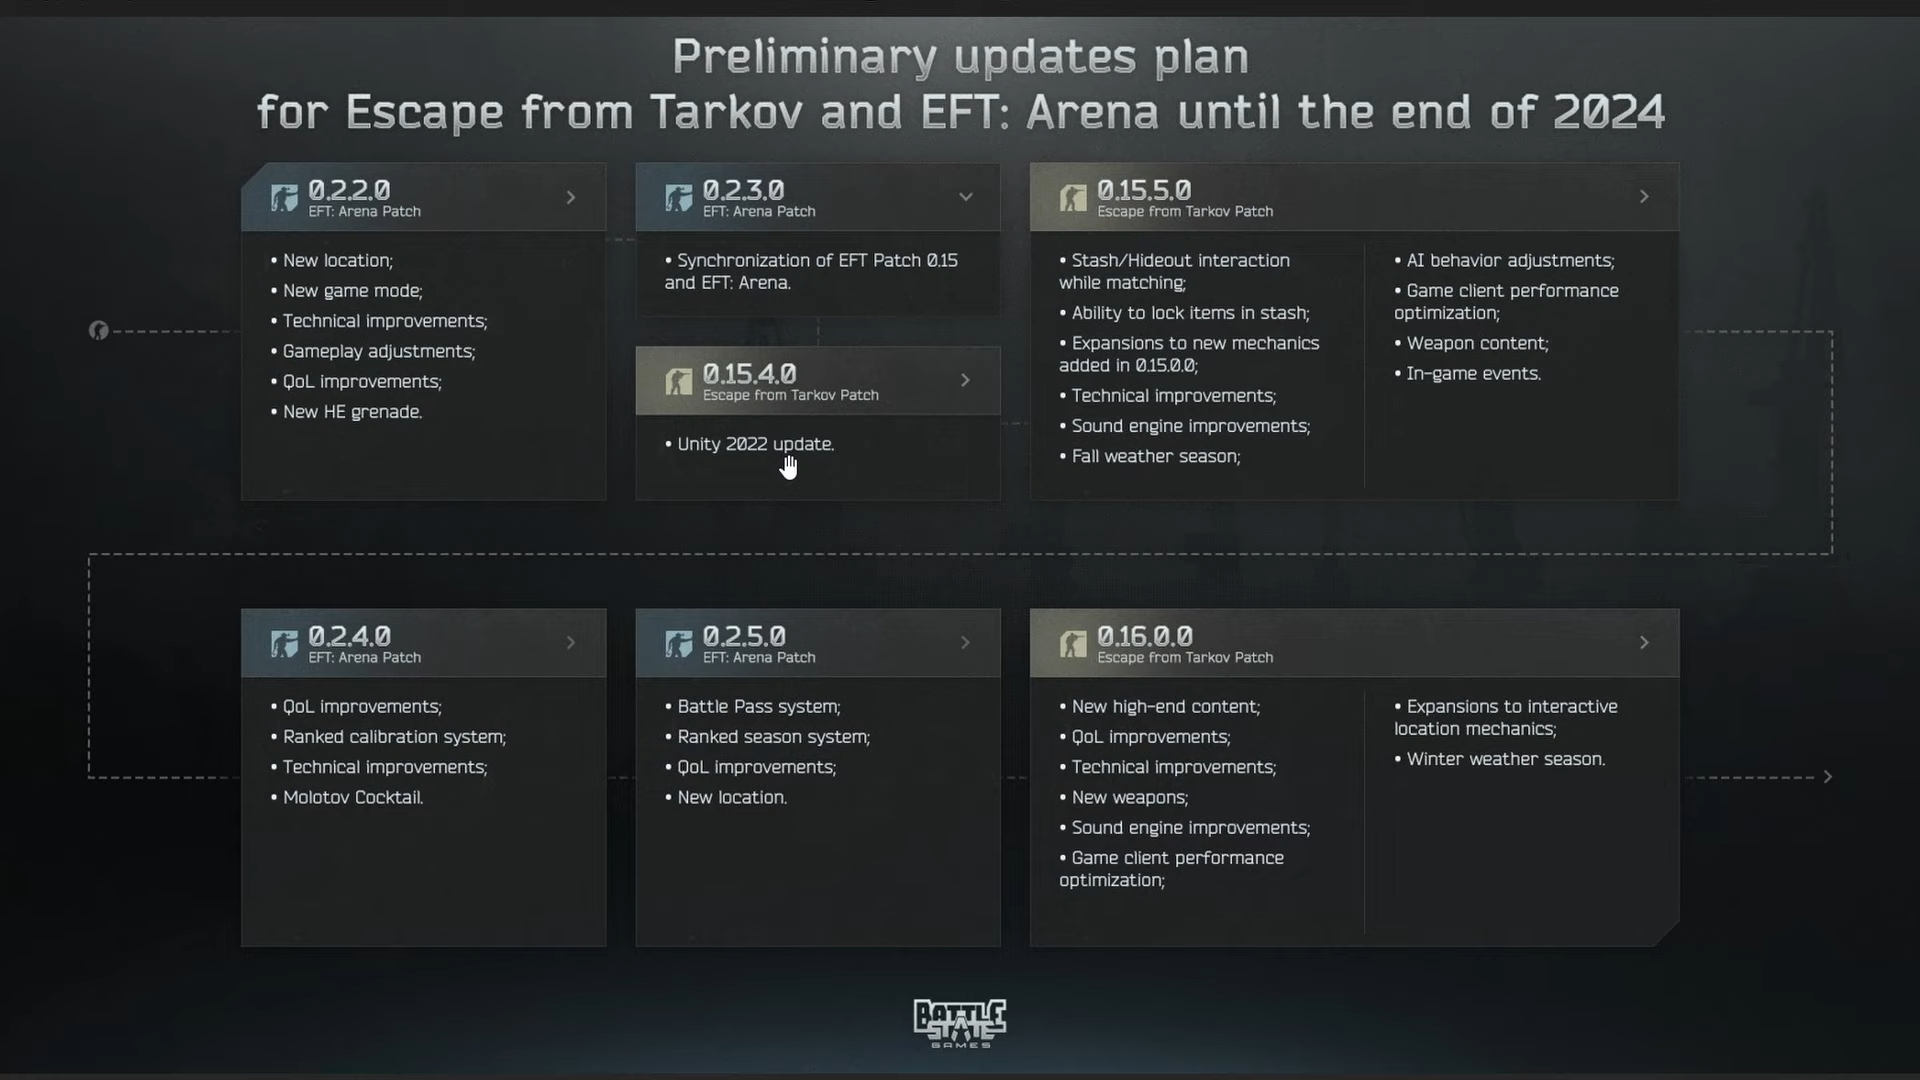 Preliminary updates plan
for Escape from Tarkov and EFT: Arena until the end of 2024
0.2.2.0
EFT: Arena Patch
• New location;
• New game mode;
• Technical improvements;
• Gameplay adjustments;
• QoL improvements;
• New HE grenade.
0.2.3.0
EFT: Arena Patch
• Synchronization of EFT Patch 0.15
and EFT: Arena.
0.15.4.0
Escape from Tarkov Patch
• Unity 2022 update.
0.15.5.0
Escape from Tarkov Patch
• Stash/Hideout interaction
while matching;
• Ability to lock items in stash;
• Expansions to new mechanics
added in 0.15.0.0;
• Technical improvements;
• Sound engine improvements;
• Fall weather season;
• AI behavior adjustments;
• Game client performance
optimization;
• Weapon content;
• In-game events.
0.2.4.0
EFT: Arena Patch
• QoL improvements;
• Ranked calibration system;
• Technical improvements;
• Molotov Cocktail.
0.2.5.0
EFT: Arena Patch
• Battle Pass system;
• Ranked season system;
• QoL improvements;
• New location.
0.16.0.0
Escape from Tarkov Patch
• New high-end content;
• QoL improvements;
• Technical improvements;
• New weapons;
• Sound engine improvements;
• Game client performance
optimization;
• Expansions to interactive
location mechanics;
• Winter weather season.
BATTLE
STATE
GAMES